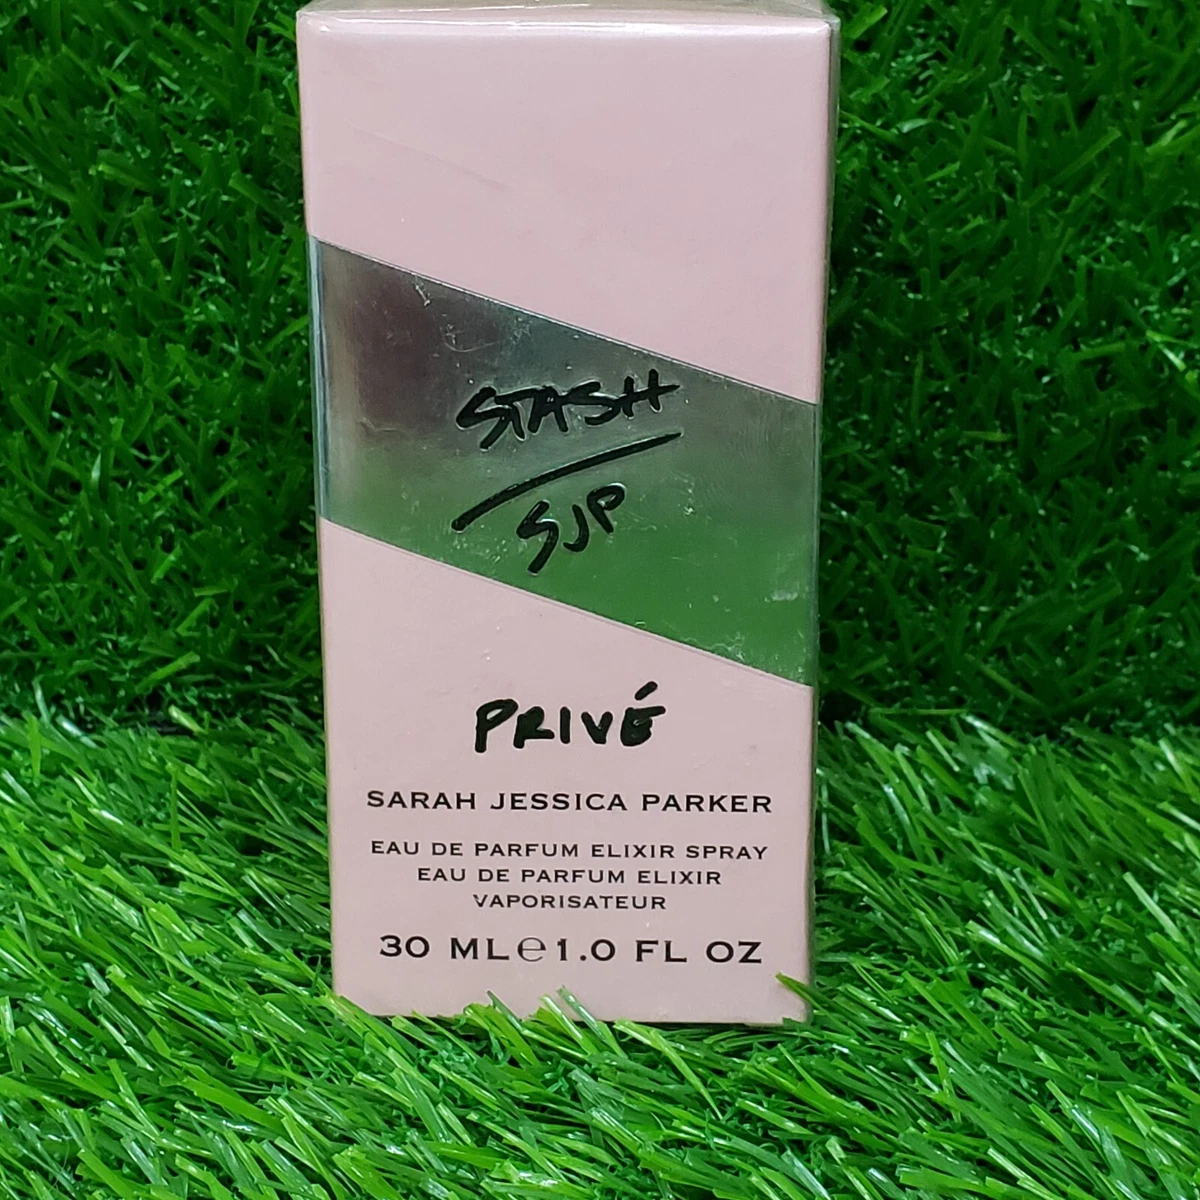 STASH
SJP
PRIVÉ
SARAH JESSICA PARKER
EAU DE PARFUM ELIXIR SPRAY
EAU DE PARFUM ELIXIR
VAPORISATEUR
30 ML℮1.0 FL OZ